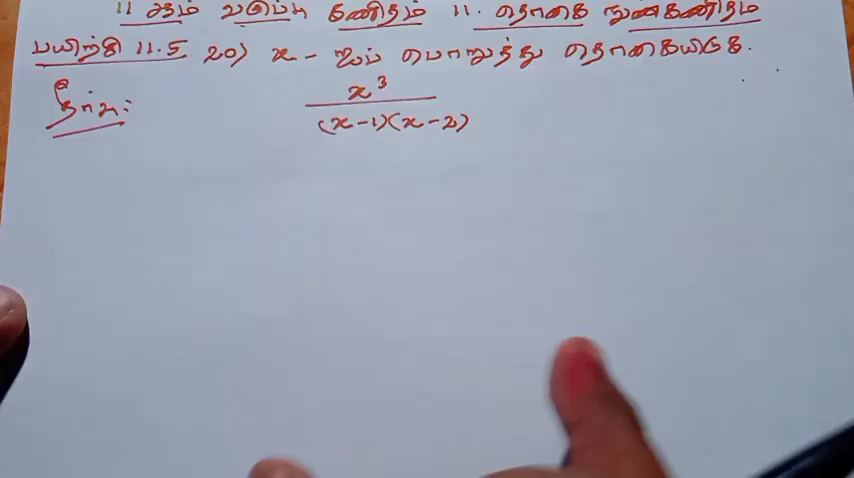 11 ஆம் வகுப்பு கணிதம் 11. தொகை நுண்கணிதம்
பயிற்சி 11.5 20) x - ஐப் பொறுத்து தொகையிடுக.
தீர்வு:
x³
(x-1)(x-2)